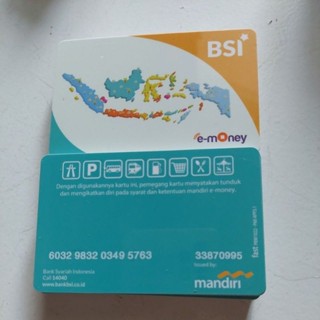 BSI
e-money
Dengan digunakannya kartu ini, pemegang kartu menyatakan tunduk
dan mengikatkan diri pada syarat dan ketentuan mandiri e-money.
6032 9832 0349 5763
33870995
Bank Syariah Indonesia
Call 14040
www.bankbsi.co.id
Issued by:
mandiri